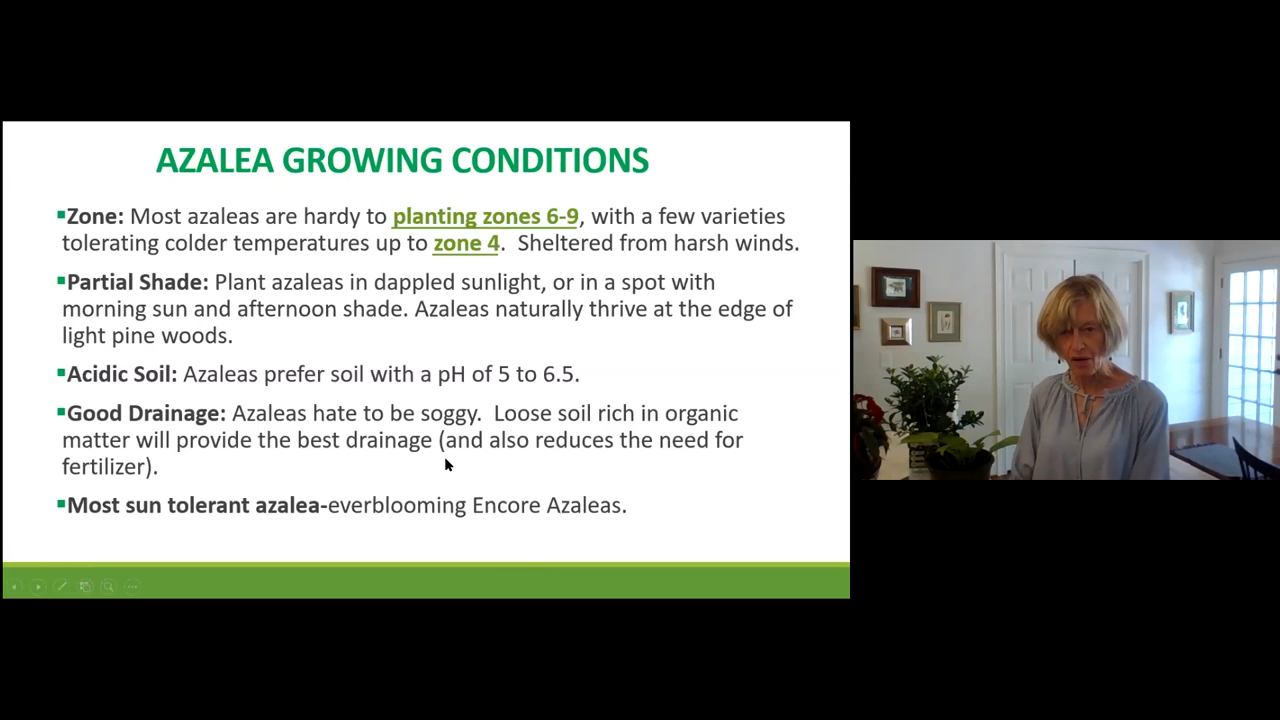 AZALEA GROWING CONDITIONS
▪Zone: Most azaleas are hardy to planting zones 6-9, with a few varieties
tolerating colder temperatures up to zone 4.  Sheltered from harsh winds.
▪Partial Shade: Plant azaleas in dappled sunlight, or in a spot with
morning sun and afternoon shade. Azaleas naturally thrive at the edge of
light pine woods.
▪Acidic Soil: Azaleas prefer soil with a pH of 5 to 6.5.
▪Good Drainage: Azaleas hate to be soggy.  Loose soil rich in organic
matter will provide the best drainage (and also reduces the need for
fertilizer).
▪Most sun tolerant azalea-everblooming Encore Azaleas.